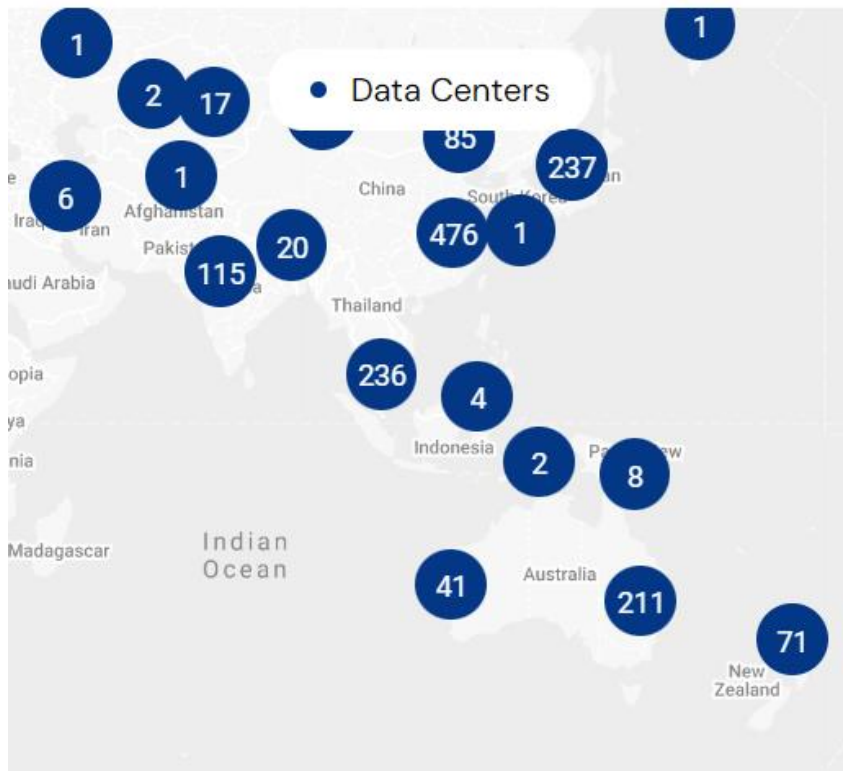 1
1
2
17
Data Centers
85
237
1
China
6
Afghanistan
476
1
20
115
Thailand
236
4
Indonesia
2
8
Indian
Ocean
Madagascar
41
Australia
211
71
New
Zealand